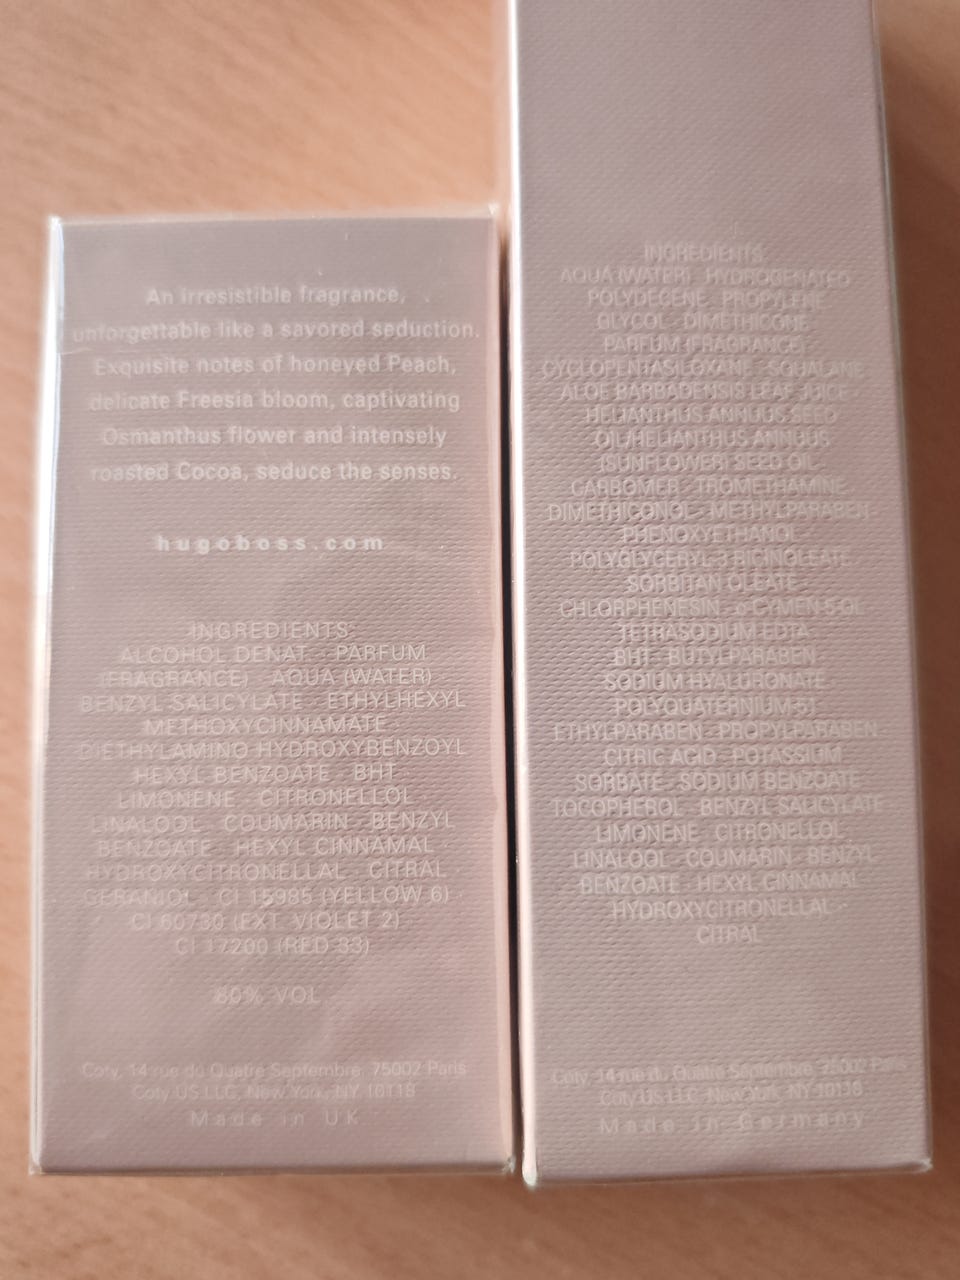 An irresistible fragrance,
unforgettable like a savored seduction.
Exquisite notes of honeyed Peach,
delicate Freesia bloom, captivating
Osmanthus flower and intensely
roasted Cocoa, seduce the senses.
hugoboss.com
INGREDIENTS:
ALCOHOL DENAT · PARFUM
(FRAGRANCE) · AQUA (WATER) ·
BENZYL SALICYLATE · ETHYLHEXYL
METHOXYCINNAMATE ·
DIETHYLAMINO HYDROXYBENZOYL
HEXYL BENZOATE · BHT ·
LIMONENE · CITRONELLOL ·
LINALOOL · COUMARIN · BENZYL
BENZOATE · HEXYL CINNAMAL ·
HYDROXYCITRONELLAL · CITRAL ·
GERANIOL · CI 15985 (YELLOW 6) ·
CI 60730 (EXT. VIOLET 2) ·
CI 17200 (RED 33)
80% VOL
Coty, 14 rue du Quatre Septembre, 75002 Paris
Coty US LLC, New York, NY 10118
Made in UK
INGREDIENTS:
AQUA (WATER) · HYDROGENATED
POLYDECENE · PROPYLENE
GLYCOL · DIMETHICONE ·
PARFUM (FRAGRANCE) ·
CYCLOPENTASILOXANE · SQUALANE ·
ALOE BARBADENSIS LEAF JUICE ·
HELIANTHUS ANNUUS SEED
OIL/HELIANTHUS ANNUUS
(SUNFLOWER) SEED OIL ·
CARBOMER · TROMETHAMINE ·
DIMETHICONOL · METHYLPARABEN ·
PHENOXYETHANOL ·
POLYGLYCERYL-3 RICINOLEATE ·
SORBITAN OLEATE ·
CHLORPHENESIN · o-CYMEN-5-OL ·
TETRASODIUM EDTA ·
BHT · BUTYLPARABEN ·
SODIUM HYALURONATE ·
POLYQUATERNIUM-51 ·
ETHYLPARABEN · PROPYLPARABEN ·
CITRIC ACID · POTASSIUM
SORBATE · SODIUM BENZOATE ·
TOCOPHEROL · BENZYL SALICYLATE ·
LIMONENE · CITRONELLOL ·
LINALOOL · COUMARIN · BENZYL
BENZOATE · HEXYL CINNAMAL ·
HYDROXYCITRONELLAL ·
CITRAL
Coty, 14 rue du Quatre Septembre, 75002 Paris
Coty US LLC, New York, NY 10118
Made in Germany